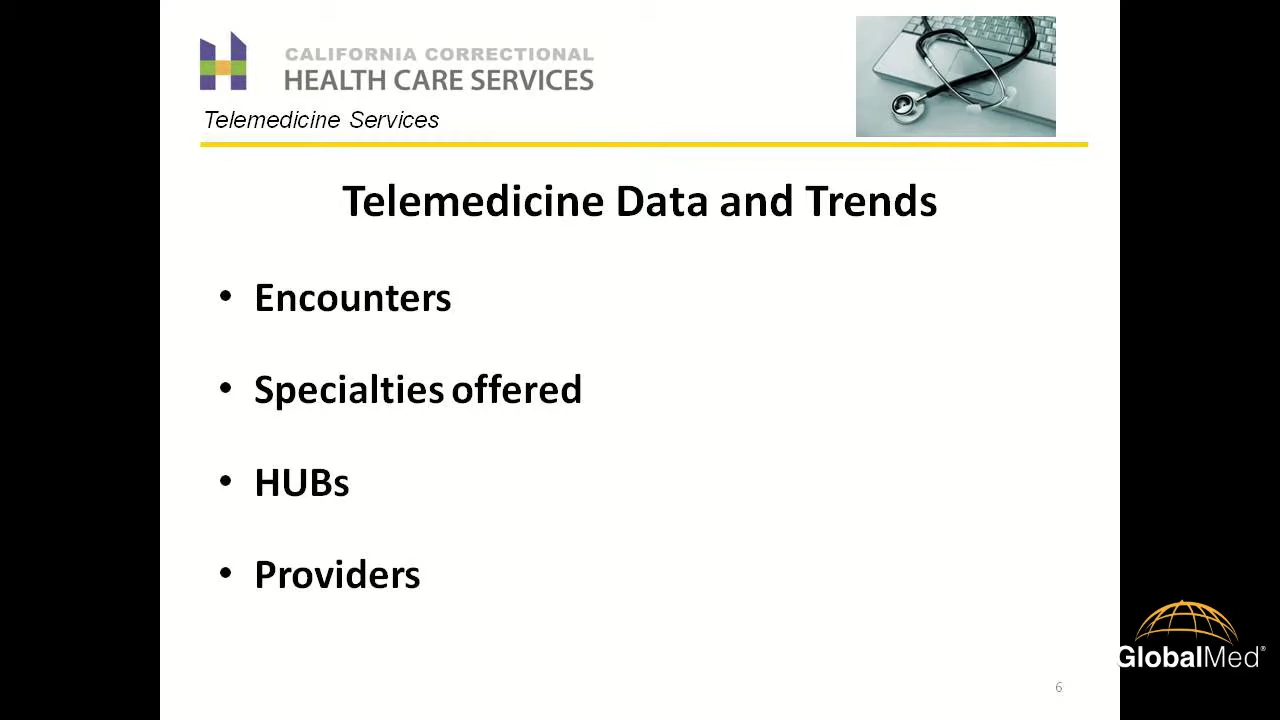 CALIFORNIA CORRECTIONAL
HEALTH CARE SERVICES
Telemedicine Services
Telemedicine Data and Trends
• Encounters
• Specialties offered
• HUBs
• Providers
GlobalMed®
6